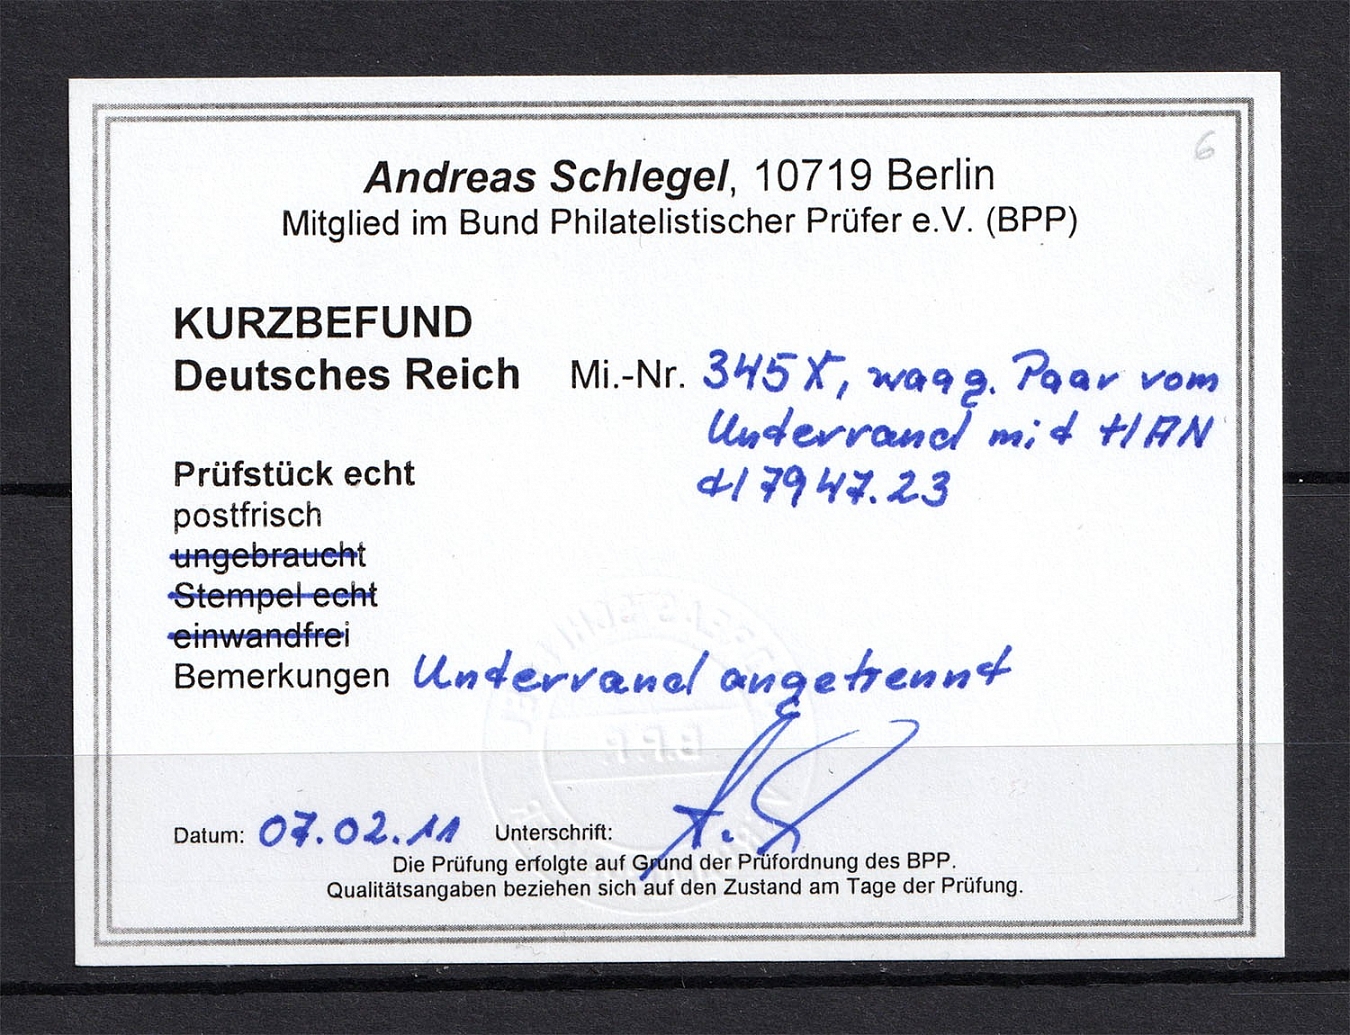 6
Andreas Schlegel, 10719 Berlin
Mitglied im Bund Philatelistischer Prüfer e.V. (BPP)
KURZBEFUND
Deutsches Reich Mi.-Nr. 345 X, waag. Paar vom
Unterrand mit HAN
H 7947.23
Prüfstück echt
postfrisch
ungebraucht
Stempel echt
einwandfrei
Bemerkungen Unterrand angetrennt
B.P.P.
Datum: 07.02.11 Unterschrift:
Die Prüfung erfolgte auf Grund der Prüfordnung des BPP.
Qualitätsangaben beziehen sich auf den Zustand am Tage der Prüfung.